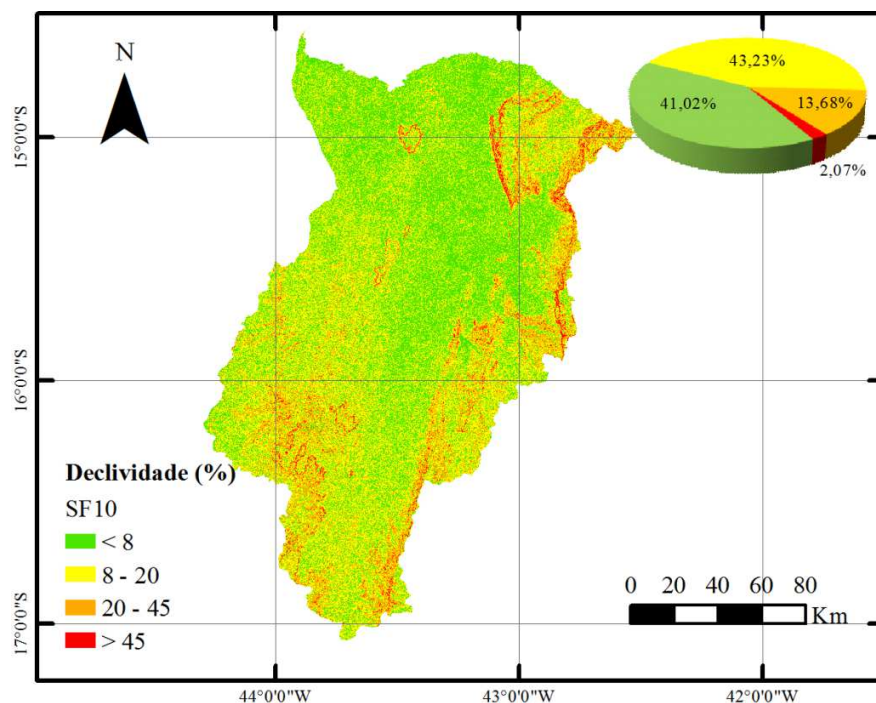 N
43,23%
41,02%
13,68%
2,07%
15°0'0"S
16°0'0"S
17°0'0"S
Declividade (%)
SF10
< 8
8 - 20
20 - 45
> 45
0 20 40 60 80
Km
44°0'0"W 43°0'0"W 42°0'0"W